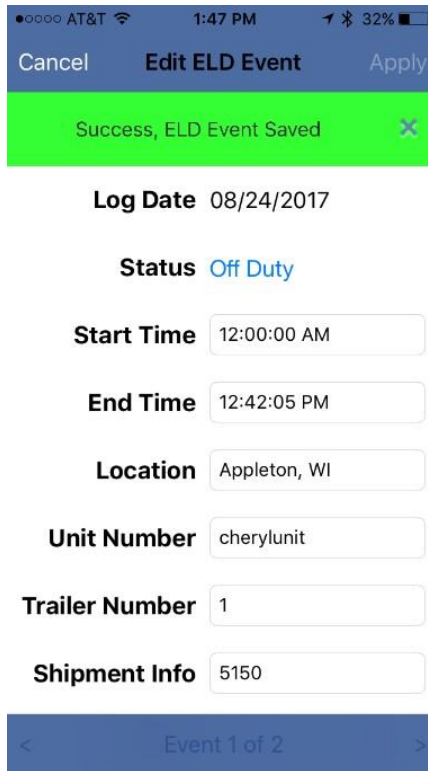 AT&T 1:47 PM 32%
Cancel Edit ELD Event Apply
Success, ELD Event Saved
Log Date 08/24/2017
Status Off Duty
Start Time 12:00:00 AM
End Time 12:42:05 PM
Location Appleton, WI
Unit Number cherylunit
Trailer Number 1
Shipment Info 5150
< Event 1 of 2 >